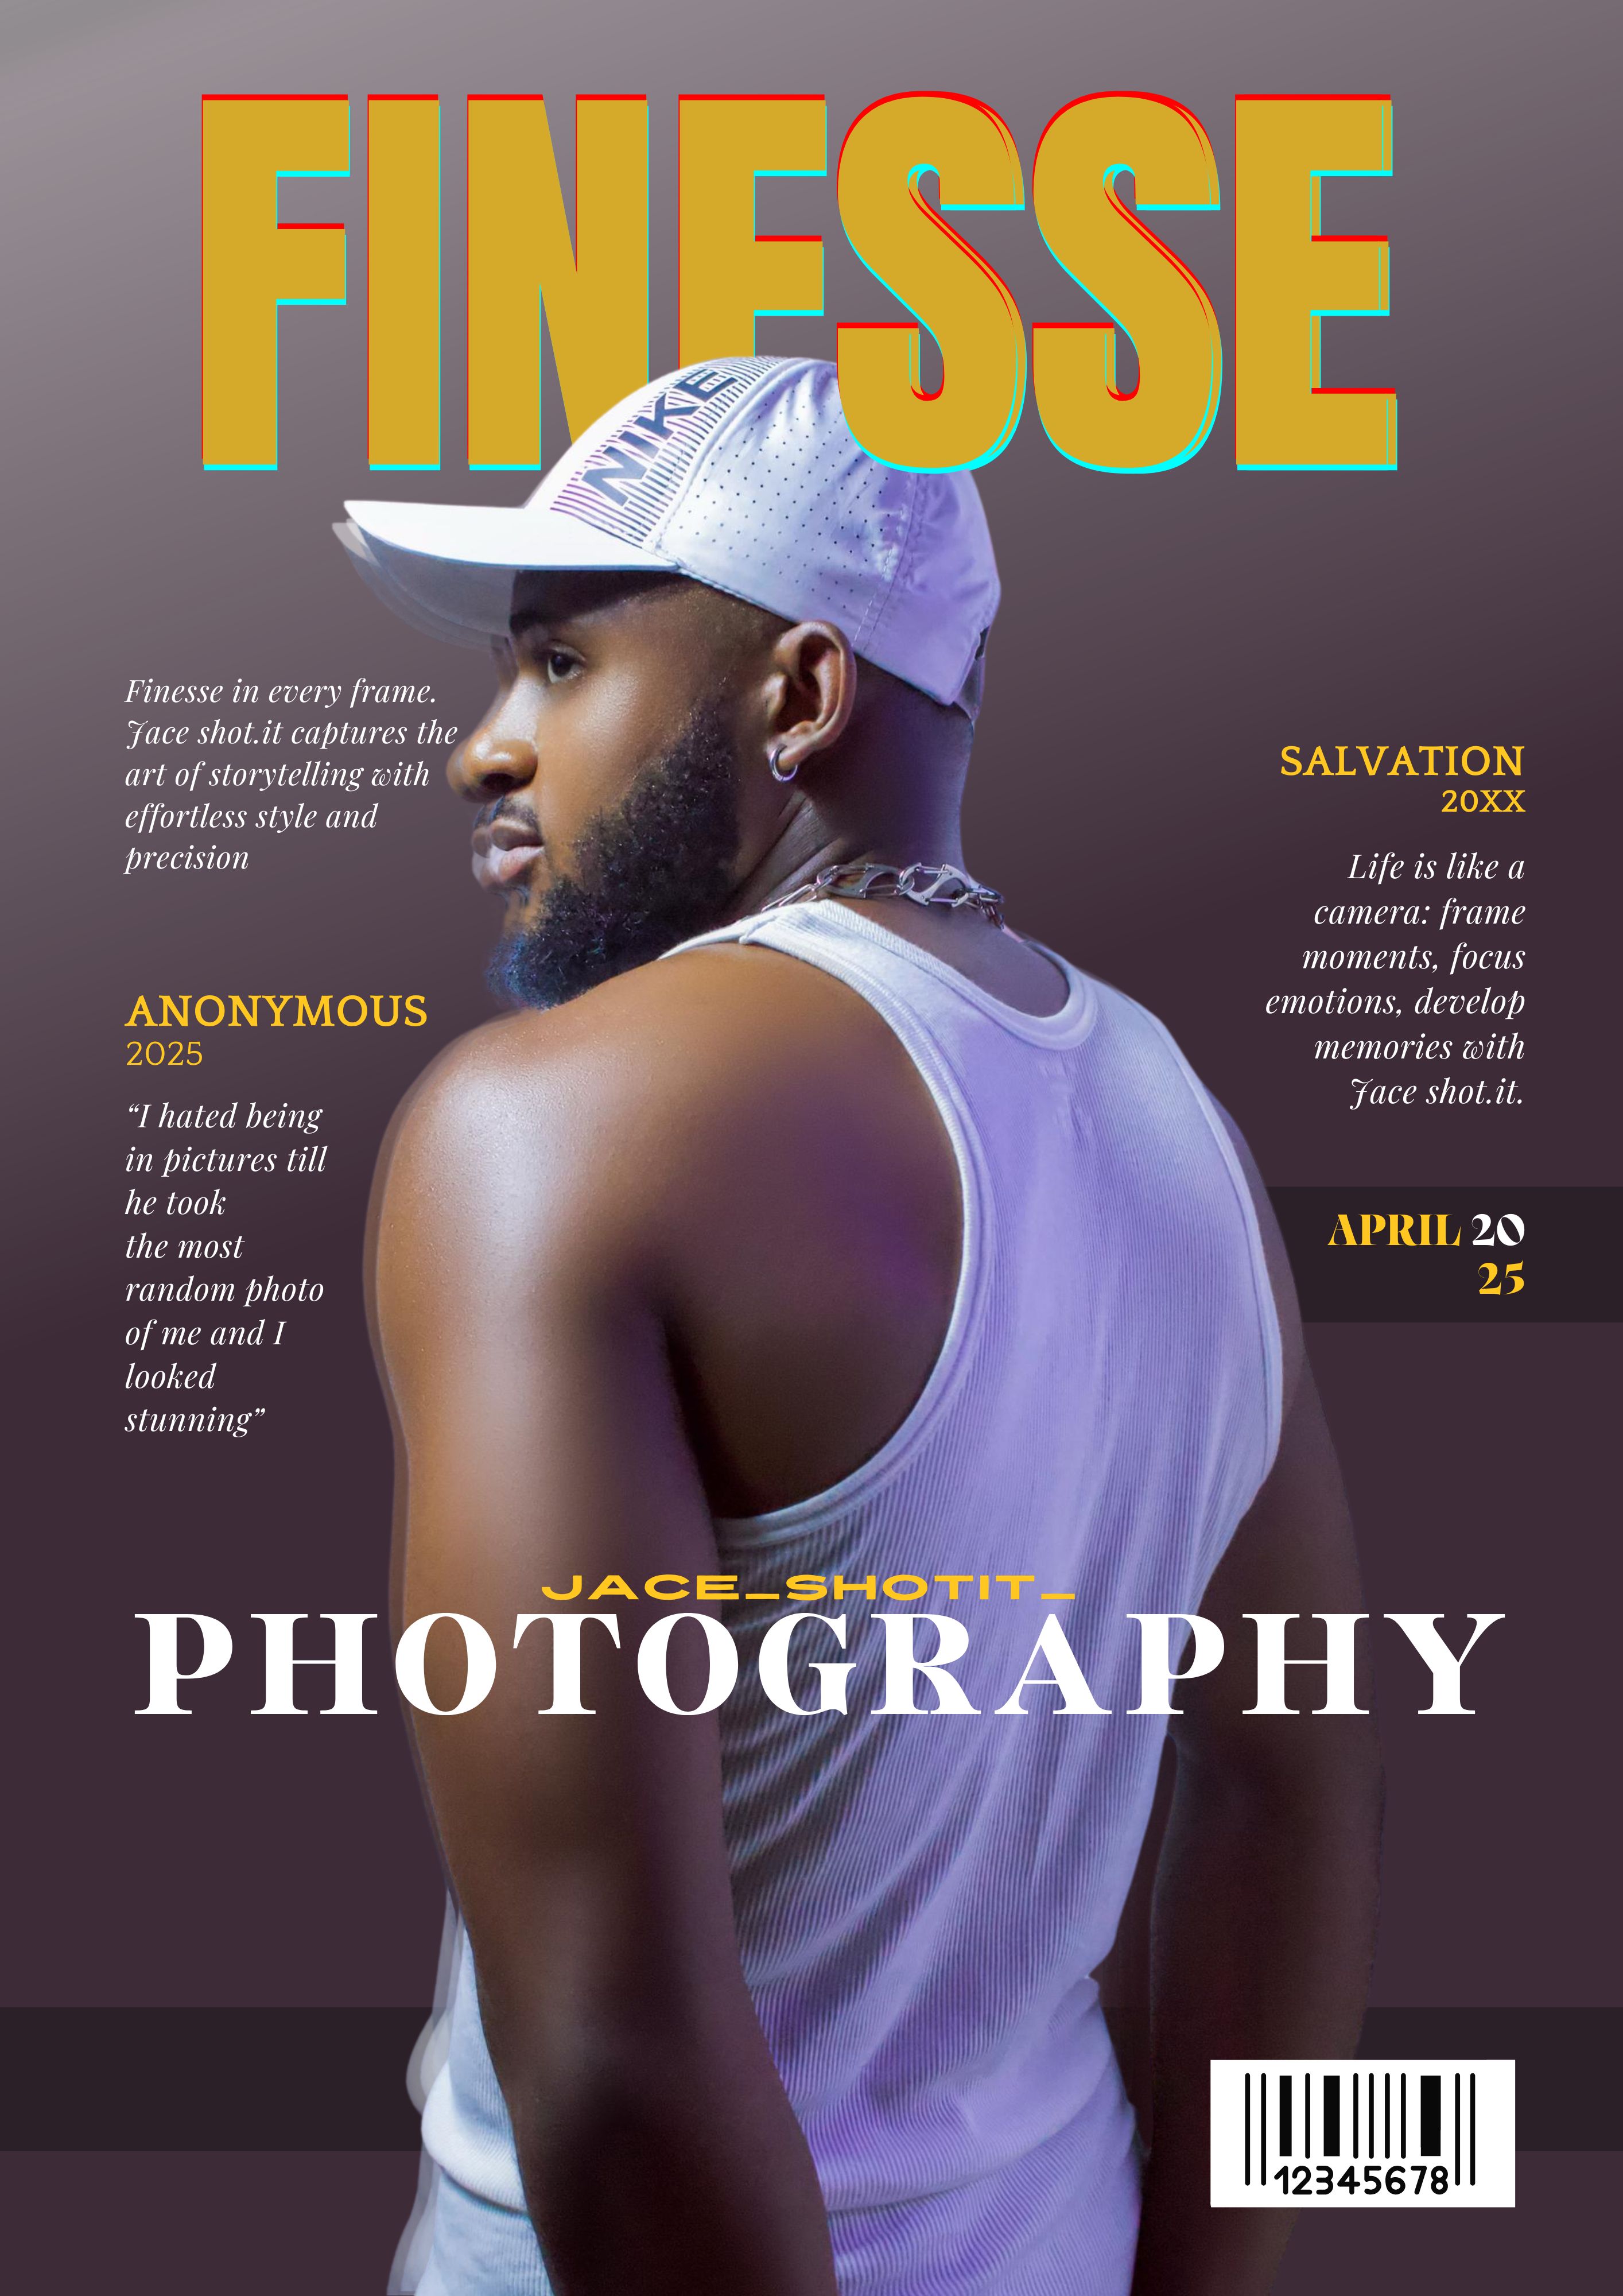 FINESSE
NIKE
Finesse in every frame.
Jace shot.it captures the
art of storytelling with
effortless style and
precision
SALVATION
20XX
Life is like a
camera: frame
moments, focus
emotions, develop
memories with
Jace shot.it.
ANONYMOUS
2025
“I hated being
in pictures till
he took
the most
random photo
of me and I
looked
stunning”
APRIL 20
25
JACE_SHOTIT_
PHOTOGRAPHY
12345678